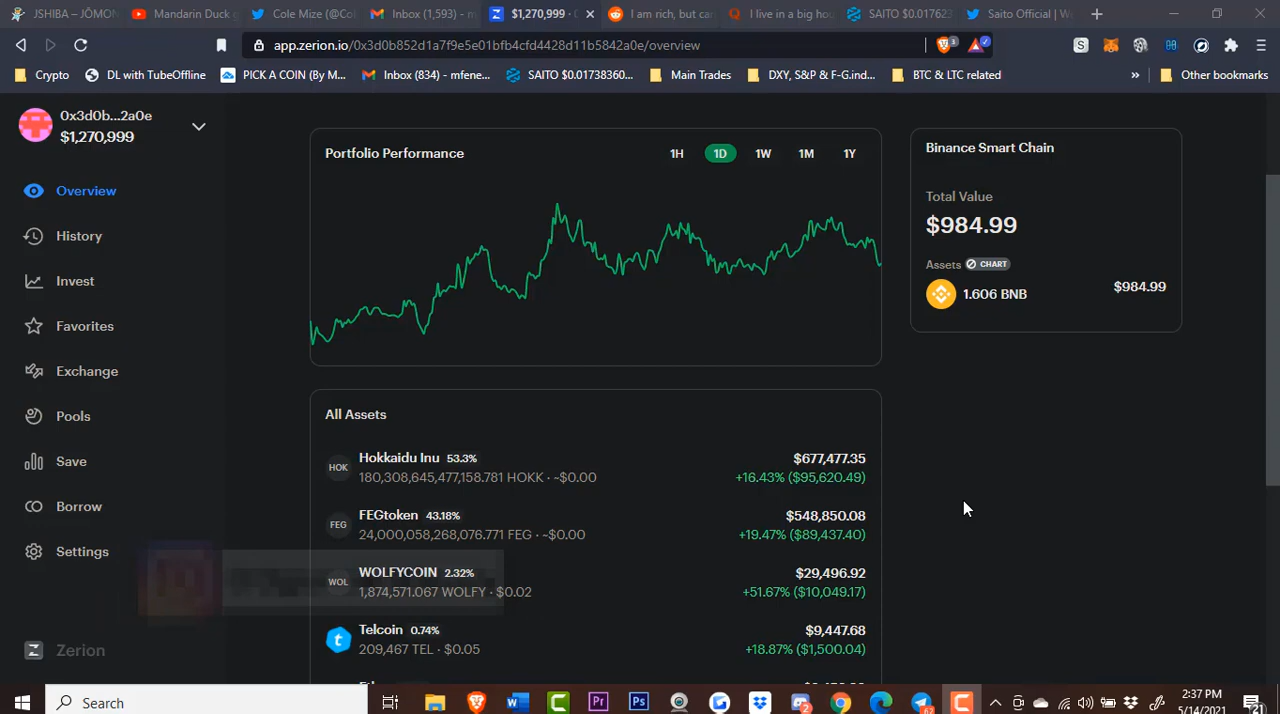 JSHIBA – JŌMON
Mandarin Duck
Cole Mize (@Co
Inbox (1,593) - m
$1,270,999 ·
I am rich, but ca
I live in a big ho
SAITO $0.017623
Saito Official | W
app.zerion.io/0x3d0b852d1a7f9e5e01bfb4cfd4428d11b5842a0e/overview
Crypto
DL with TubeOffline
PICK A COIN (By M...
Inbox (834) - mfene...
SAITO $0.01738360...
Main Trades
DXY, S&P & F-G.ind...
BTC & LTC related
»
Other bookmarks
0x3d0b...2a0e
$1,270,999
Overview
History
Invest
Favorites
Exchange
Pools
Save
Borrow
Settings
Zerion
Portfolio Performance
1H 1D 1W 1M 1Y
Binance Smart Chain
Total Value
$984.99
Assets CHART
1.606 BNB $984.99
All Assets
HOK
Hokkaidu Inu 53.3% $677,477.35
180,308,645,477,158.781 HOKK · ~$0.00 +16.43% ($95,620.49)
FEG
FEGtoken 43.18% $548,850.08
24,000,058,268,076.771 FEG · ~$0.00 +19.47% ($89,437.40)
WOL
WOLFYCOIN 2.32% $29,496.92
1,874,571.067 WOLFY · $0.02 +51.67% ($10,049.17)
Telcoin 0.74% $9,447.68
209,467 TEL · $0.05 +18.87% ($1,500.04)
Search
2:37 PM
5/14/2021